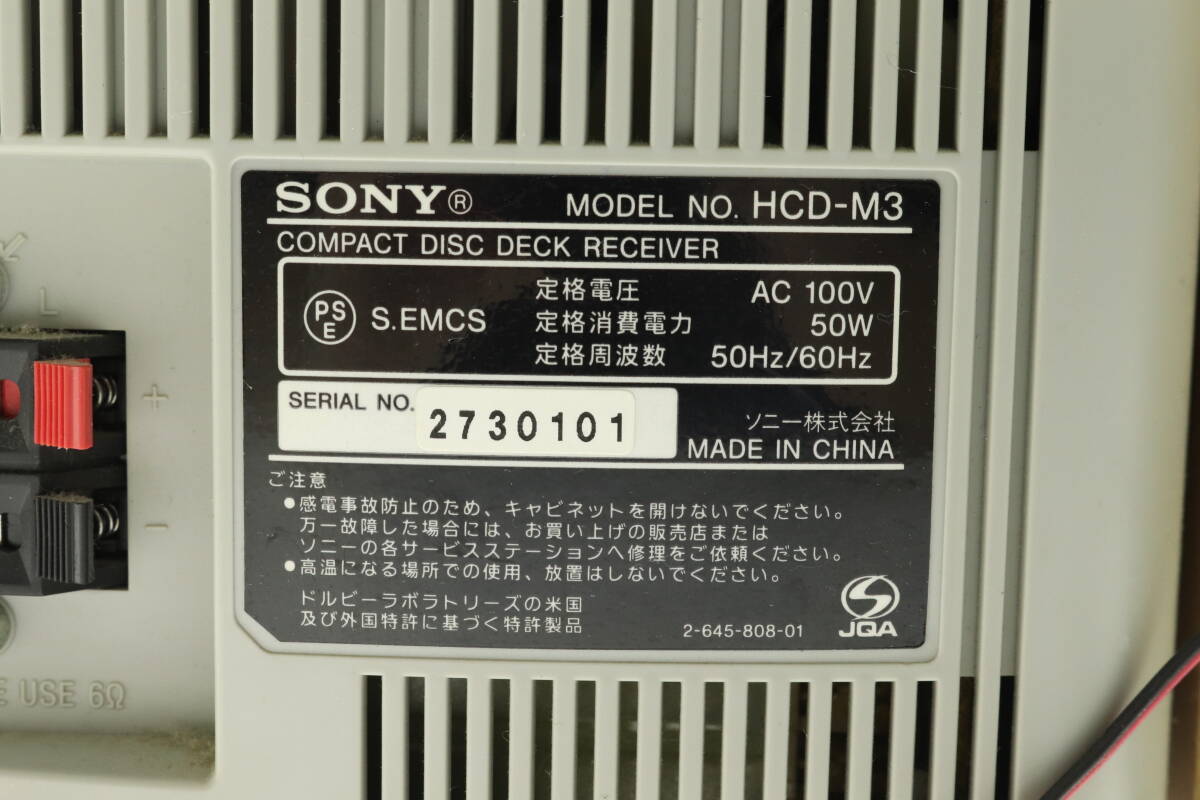 SONY®
MODEL NO. HCD-M3
COMPACT DISC DECK RECEIVER
PSE S.EMCS
定格電圧 AC 100V
定格消費電力 50W
定格周波数 50Hz/60Hz
SERIAL NO. 2730101
ソニー株式会社
MADE IN CHINA
ご注意
●感電事故防止のため、キャビネットを開けないでください。
万一故障した場合には、お買い上げの販売店または
ソニーの各サービスステーションへ修理をご依頼ください。
●高温になる場所での使用、放置はしないでください。
ドルビーラボラトリーズの米国
及び外国特許に基づく特許製品
2-645-808-01
JQA
L
+
−
USE 6Ω